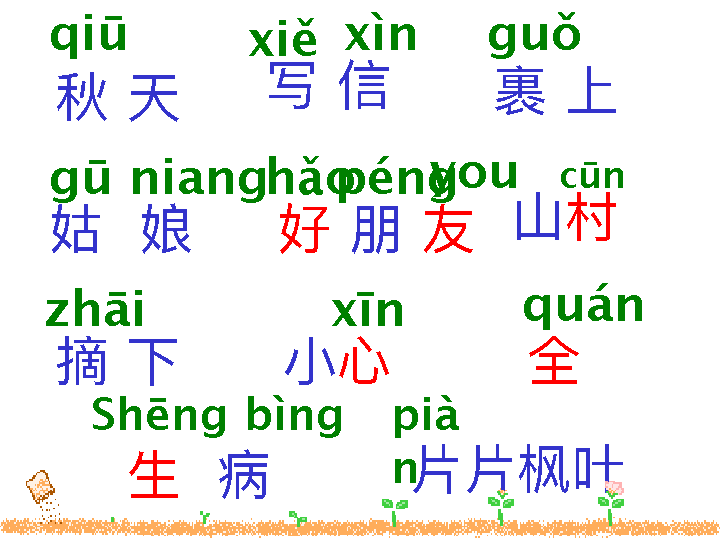 qiū xiě xìn guǒ
秋 天 写 信 裹 上
gū niang hǎo péng you cūn
姑 娘 好 朋 友 山村
zhāi xīn quán
摘 下 小心 全
Shēng bìng piàn
生 病 片片枫叶